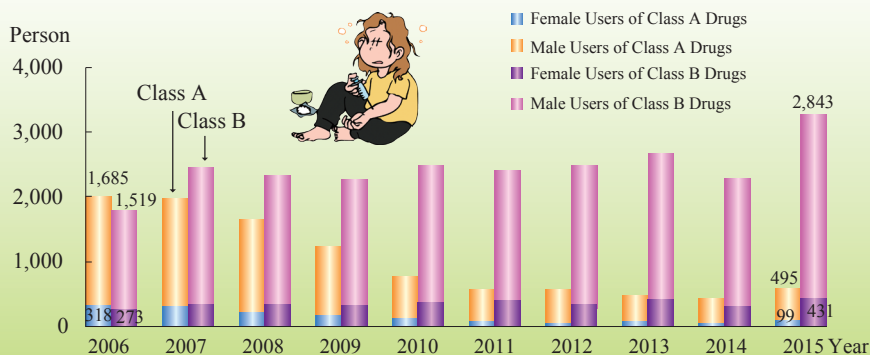 Person
Female Users of Class A Drugs
Male Users of Class A Drugs
Female Users of Class B Drugs
Male Users of Class B Drugs
4,000
3,000
2,000
1,000
0
Class A
Class B
1,685
1,519
318
273
2,843
495
99
431
2006 2007 2008 2009 2010 2011 2012 2013 2014 2015 Year